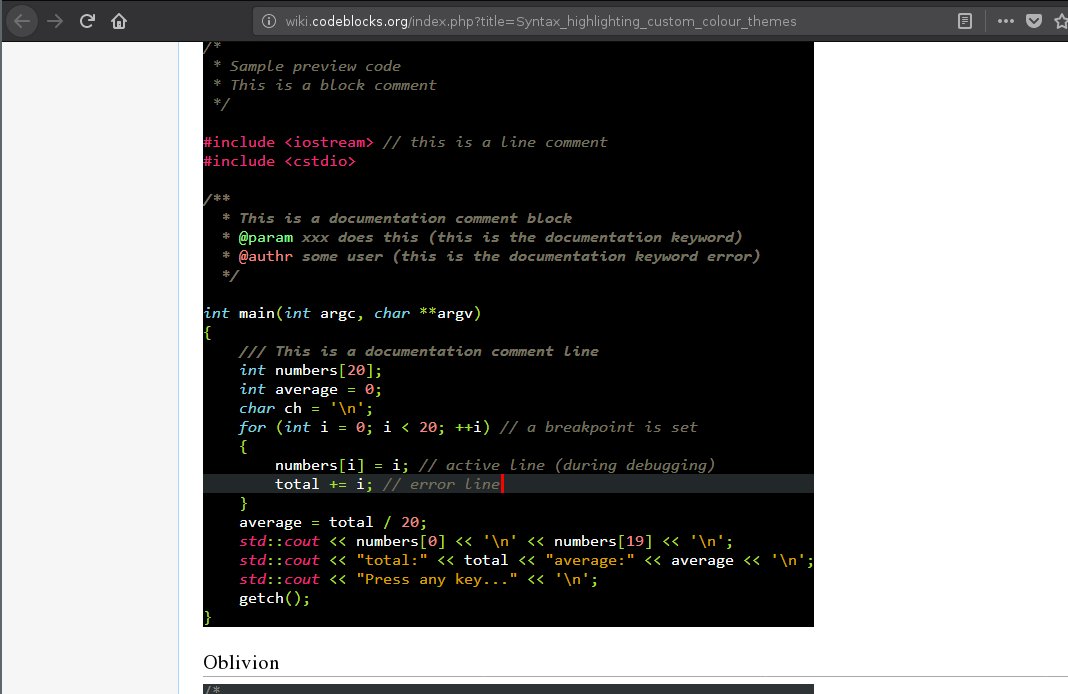 wiki.codeblocks.org/index.php?title=Syntax_highlighting_custom_colour_themes
/*
 * Sample preview code
 * This is a block comment
 */
#include <iostream> // this is a line comment
#include <cstdio>
/**
  * This is a documentation comment block
  * @param xxx does this (this is the documentation keyword)
  * @authr some user (this is the documentation keyword error)
  */
int main(int argc, char **argv)
{
    /// This is a documentation comment line
    int numbers[20];
    int average = 0;
    char ch = '\n';
    for (int i = 0; i < 20; ++i) // a breakpoint is set
    {
        numbers[i] = i; // active line (during debugging)
        total += i; // error line
    }
    average = total / 20;
    std::cout << numbers[0] << '\n' << numbers[19] << '\n';
    std::cout << "total:" << total << "average:" << average << '\n';
    std::cout << "Press any key..." << '\n';
    getch();
}
Oblivion
/*